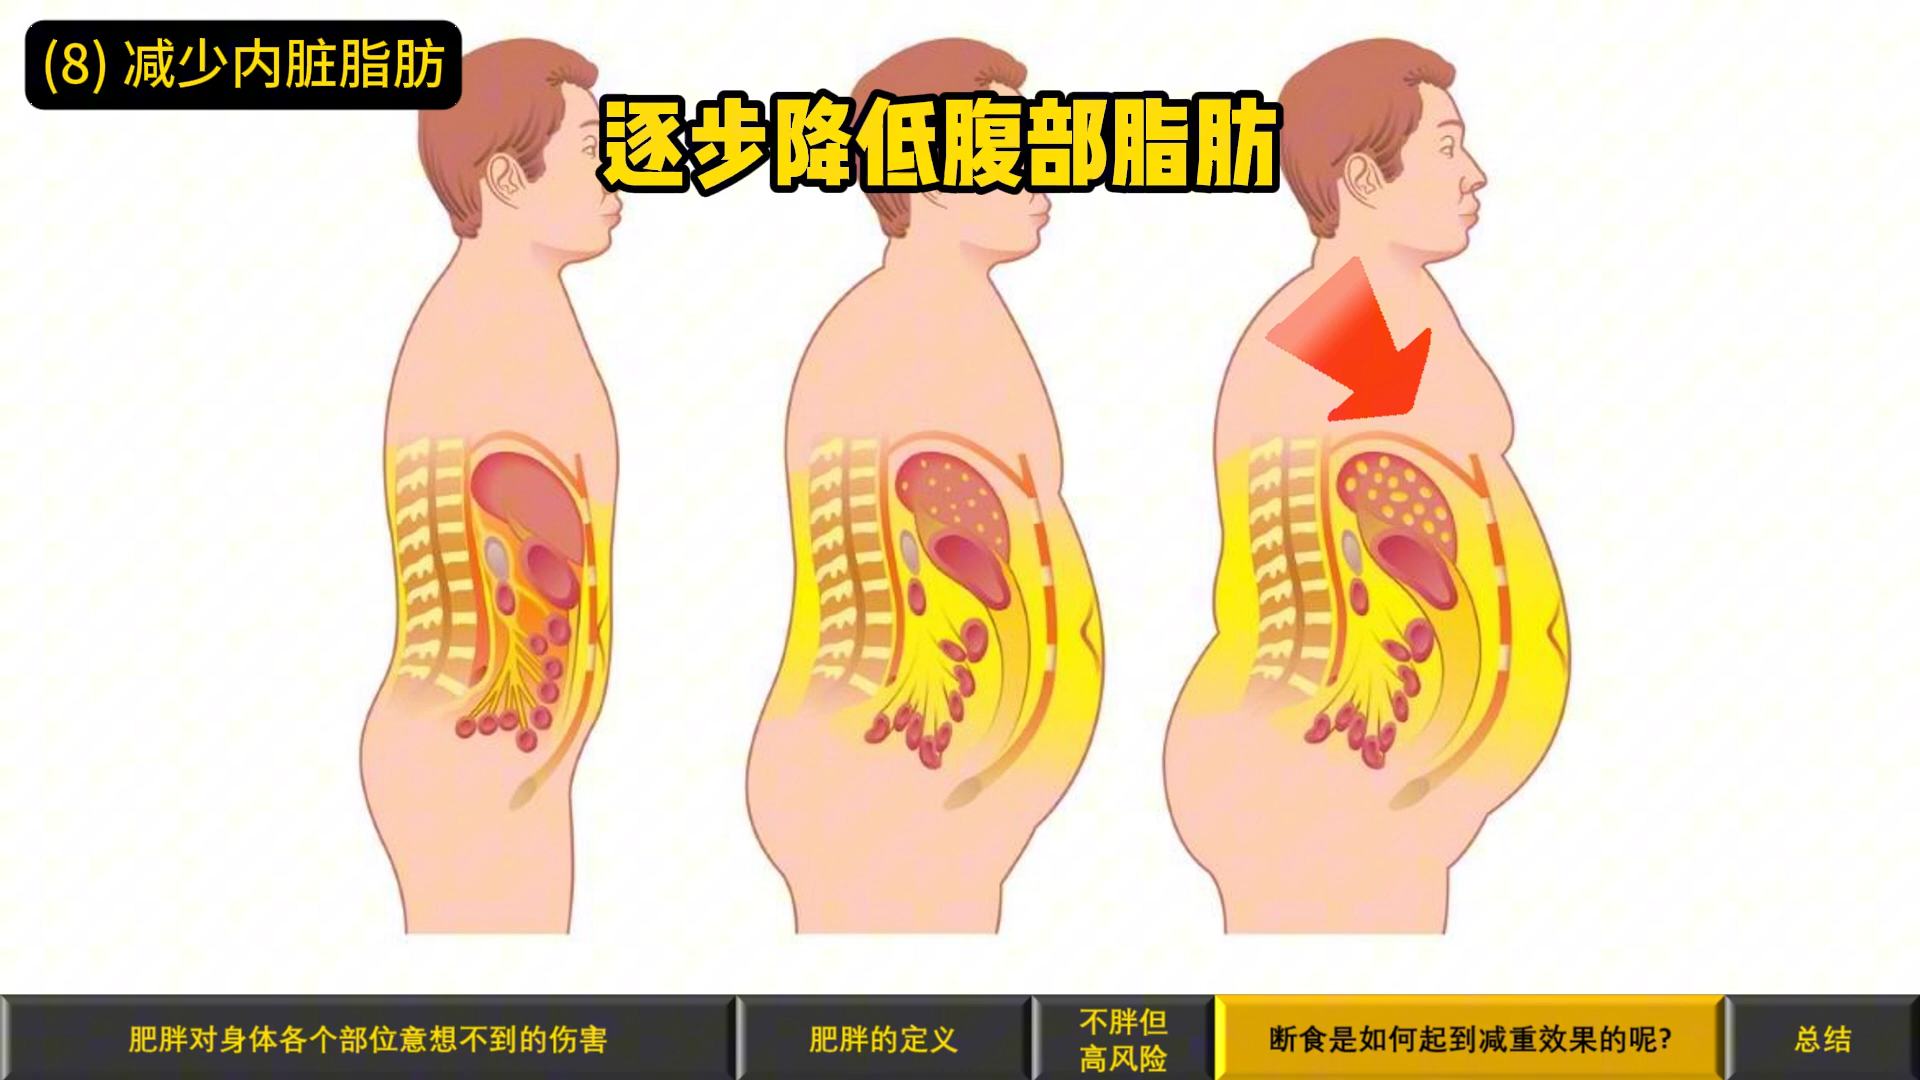 (8) 减少内脏脂肪
逐步降低腹部脂肪
肥胖对身体各个部位意想不到的伤害
肥胖的定义
不胖但
高风险
断食是如何起到减重效果的呢?
总结